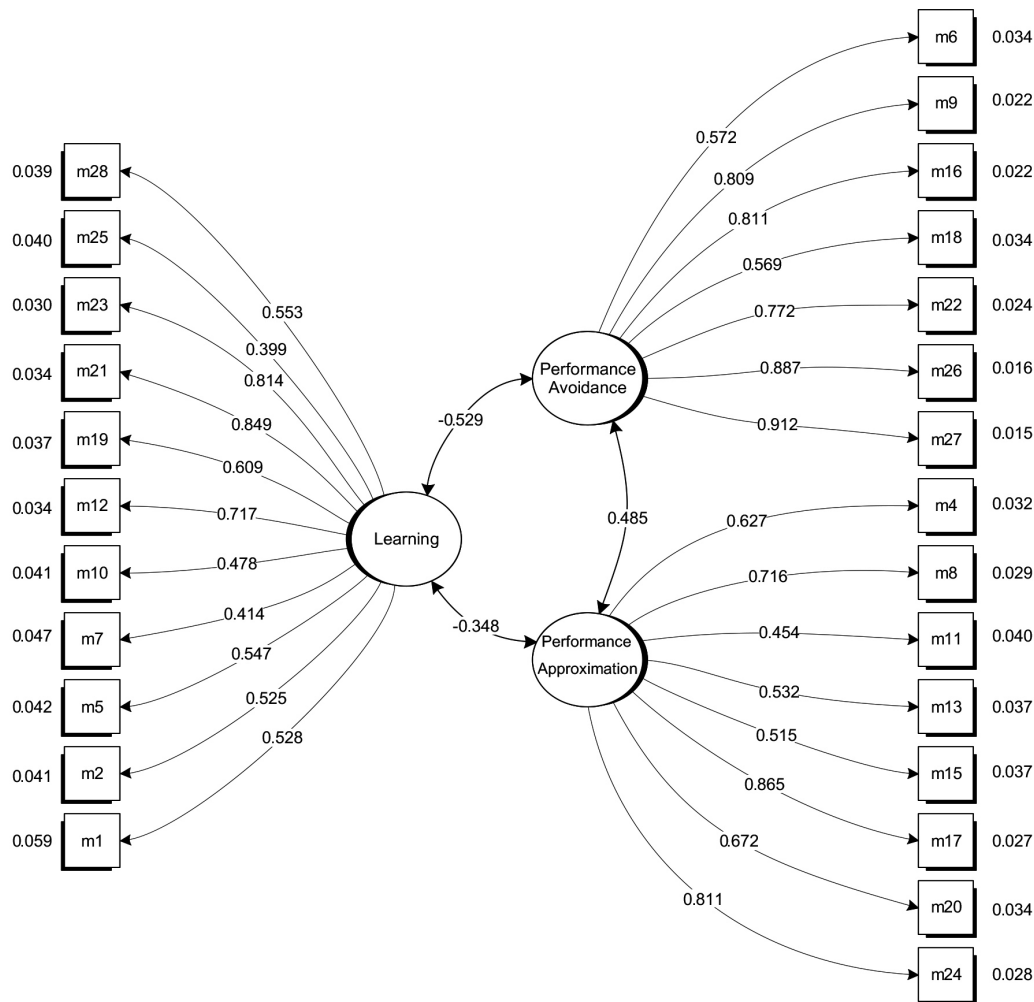 m6 0.034
m9 0.022
m16 0.022
m18 0.034
m22 0.024
m26 0.016
m27 0.015
m4 0.032
m8 0.029
m11 0.040
m13 0.037
m15 0.037
m17 0.027
m20 0.034
m24 0.028
0.572
0.809
0.811
0.569
0.772
0.887
0.912
0.627
0.716
0.454
0.532
0.515
0.865
0.672
0.811
Performance
Avoidance
-0.529
0.485
-0.348
Performance
Approximation
Learning
0.553
0.399
0.814
0.849
0.609
0.717
0.478
0.414
0.547
0.525
0.528
0.039 m28
0.040 m25
0.030 m23
0.034 m21
0.037 m19
0.034 m12
0.041 m10
0.047 m7
0.042 m5
0.041 m2
0.059 m1